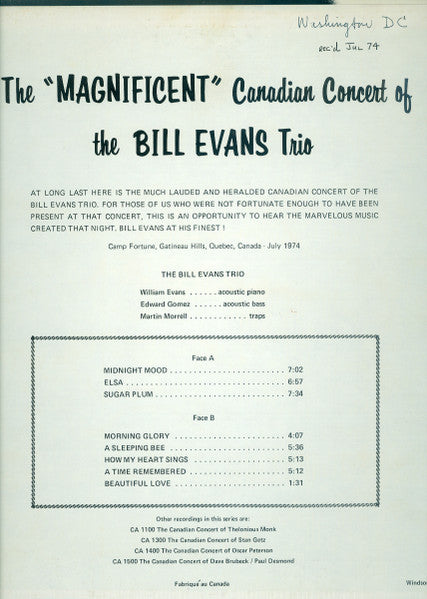 Washington DC
rec'd JUL 74
The "MAGNIFICENT" Canadian Concert of
the BILL EVANS Trio
AT LONG LAST HERE IS THE MUCH LAUDED AND HERALDED CANADIAN CONCERT OF THE
BILL EVANS TRIO. FOR THOSE OF US WHO WERE NOT FORTUNATE ENOUGH TO HAVE BEEN
PRESENT AT THAT CONCERT, THIS IS AN OPPORTUNITY TO HEAR THE MARVELOUS MUSIC
CREATED THAT NIGHT. BILL EVANS AT HIS FINEST !
Camp Fortune, Gatineau Hills, Quebec, Canada - July 1974
THE BILL EVANS TRIO
William Evans . . . . . . acoustic piano
Edward Gomez . . . . . acoustic bass
Martin Morrell . . . . . . . . . . . traps
Face A
MIDNIGHT MOOD . . . . . . . . . . . . . . . . . . . . 7:02
ELSA . . . . . . . . . . . . . . . . . . . . . . . . . . . . 6:57
SUGAR PLUM . . . . . . . . . . . . . . . . . . . . . . . 7:34
Face B
MORNING GLORY . . . . . . . . . . . . . . . . . . . 4:07
A SLEEPING BEE . . . . . . . . . . . . . . . . . . . . 5:36
HOW MY HEART SINGS . . . . . . . . . . . . . . . 5:13
A TIME REMEMBERED . . . . . . . . . . . . . . . . 5:12
BEAUTIFUL LOVE . . . . . . . . . . . . . . . . . . . 1:31
Other recordings in this series are:
CA 1100 The Canadian Concert of Thelonious Monk
CA 1300 The Canadian Concert of Stan Getz
CA 1400 The Canadian Concert of Oscar Peterson
CA 1500 The Canadian Concert of Dave Brubeck / Paul Desmond
Fabriqué au Canada
Windso